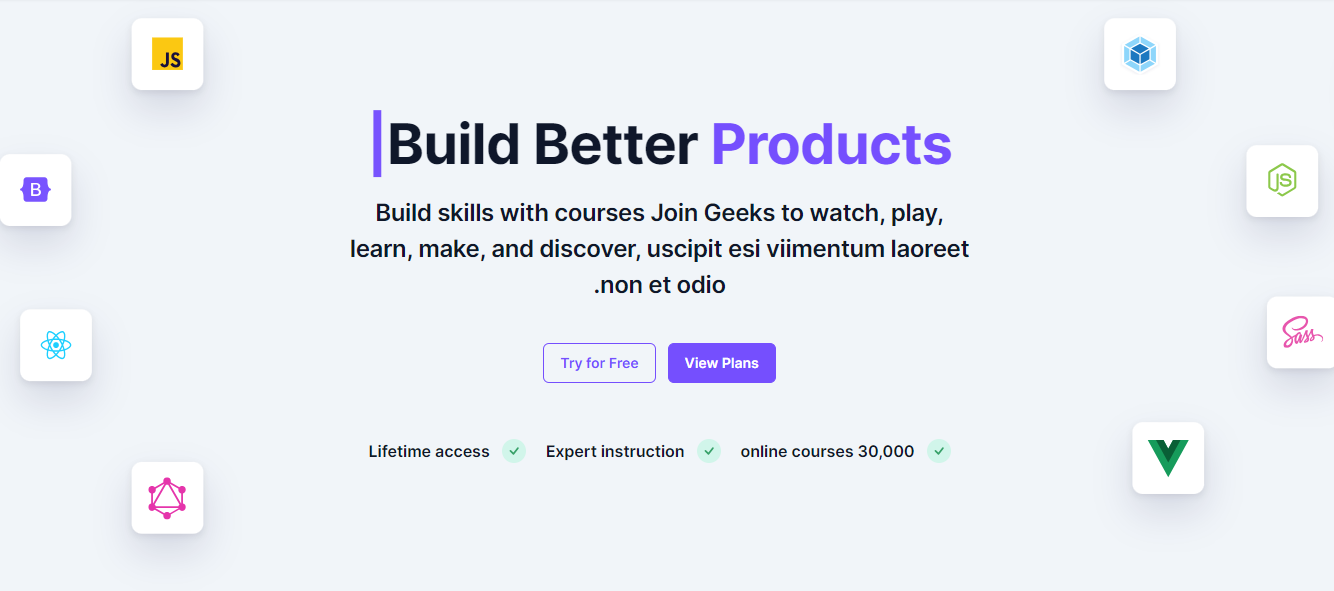 JS
B
JS
Sass
Build Better Products
Build skills with courses Join Geeks to watch, play,
learn, make, and discover, uscipit esi viimentum laoreet
.non et odio
Try for Free
View Plans
Lifetime access
Expert instruction
online courses 30,000